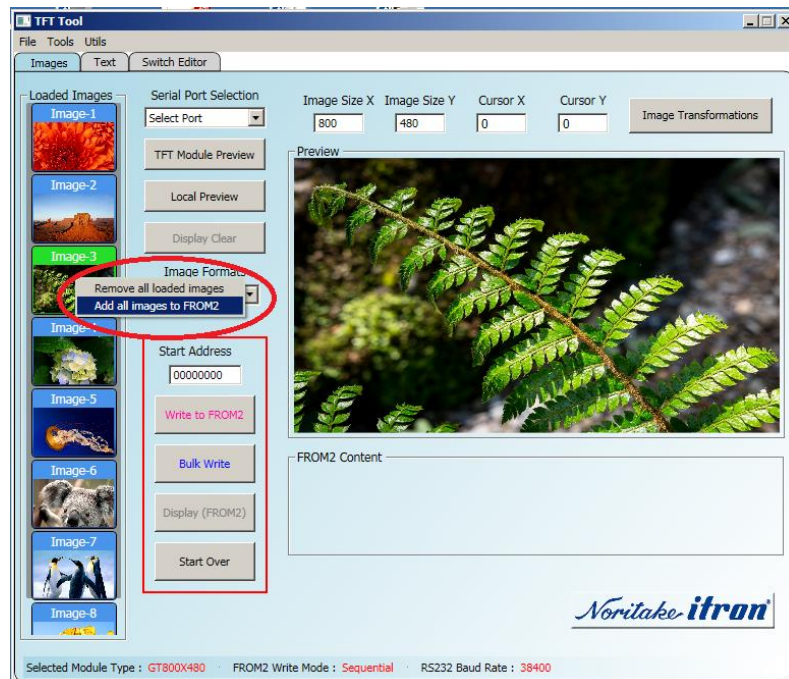 TFT Tool
File Tools Utils
Images Text Switch Editor
Loaded Images
Image-1
Image-2
Image-3
Image-5
Image-6
Image-7
Image-8
Serial Port Selection
Select Port
TFT Module Preview
Local Preview
Display Clear
Image Formats
Remove all loaded images
Add all images to FROM2
Start Address
00000000
Write to FROM2
Bulk Write
Display (FROM2)
Start Over
Image Size X Image Size Y Cursor X Cursor Y
800 480 0 0
Image Transformations
Preview
FROM2 Content
Noritake itron
Selected Module Type : GT800X480 FROM2 Write Mode : Sequential RS232 Baud Rate : 38400